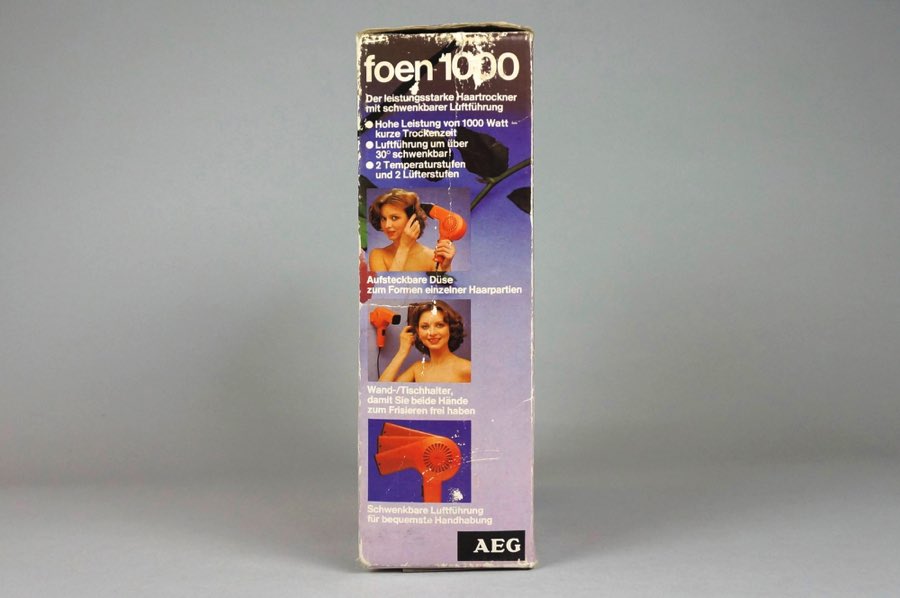 foen 1000
Der leistungsstarke Haartrockner
mit schwenkbarer Luftführung
Hohe Leistung von 1000 Watt –
kurze Trockenzeit
Luftführung um über
30° schwenkbar!
2 Temperaturstufen
und 2 Lüfterstufen
Aufsteckbare Düse
zum Formen einzelner Haarpartien
Wand-/Tischhalter,
damit Sie beide Hände
zum Frisieren frei haben
Schwenkbare Luftführung
für bequemste Handhabung
AEG